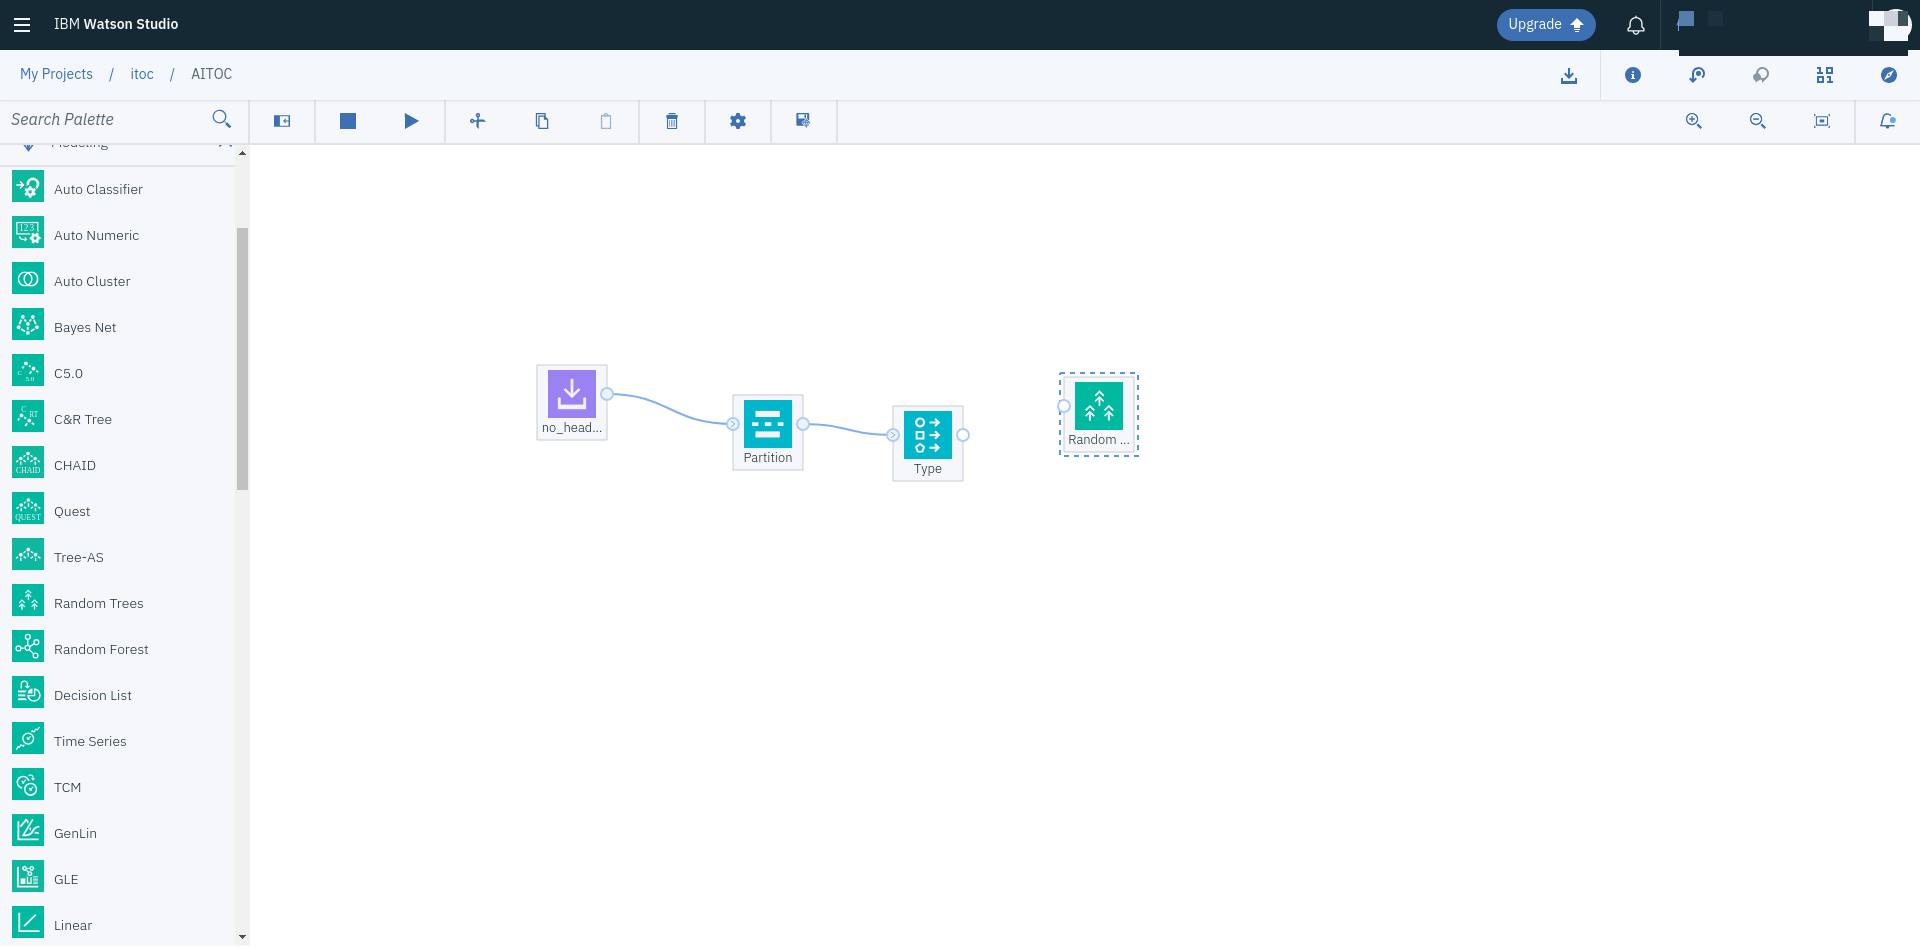 IBM Watson Studio
Upgrade
My Projects / itoc / AITOC
Search Palette
Modeling
Auto Classifier
Auto Numeric
Auto Cluster
Bayes Net
C5.0
C&R Tree
CHAID
Quest
Tree-AS
Random Trees
Random Forest
Decision List
Time Series
TCM
GenLin
GLE
Linear
no_head...
Partition
Type
Random ...